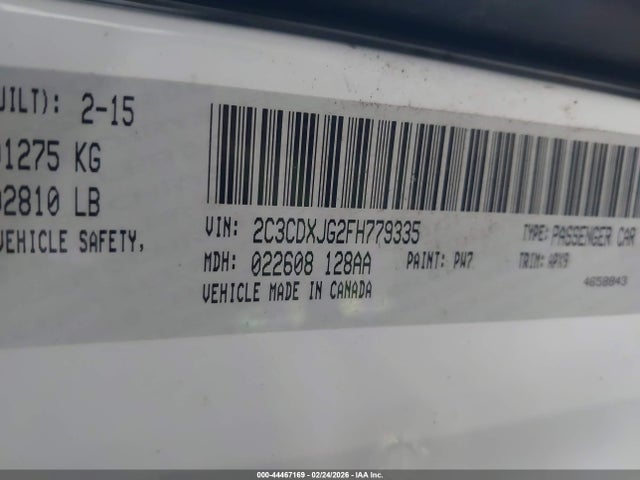 UILT): 2-15
1275 KG
2810 LB
VEHICLE SAFETY,
VIN: 2C3CDXJG2FH779335
TYPE: PASSENGER CAR
MDH: 022608 128AA
PAINT: PW7
TRIM: APX9
VEHICLE MADE IN CANADA
4658843
000-44467169 - 02/24/2026 - IAA Inc.